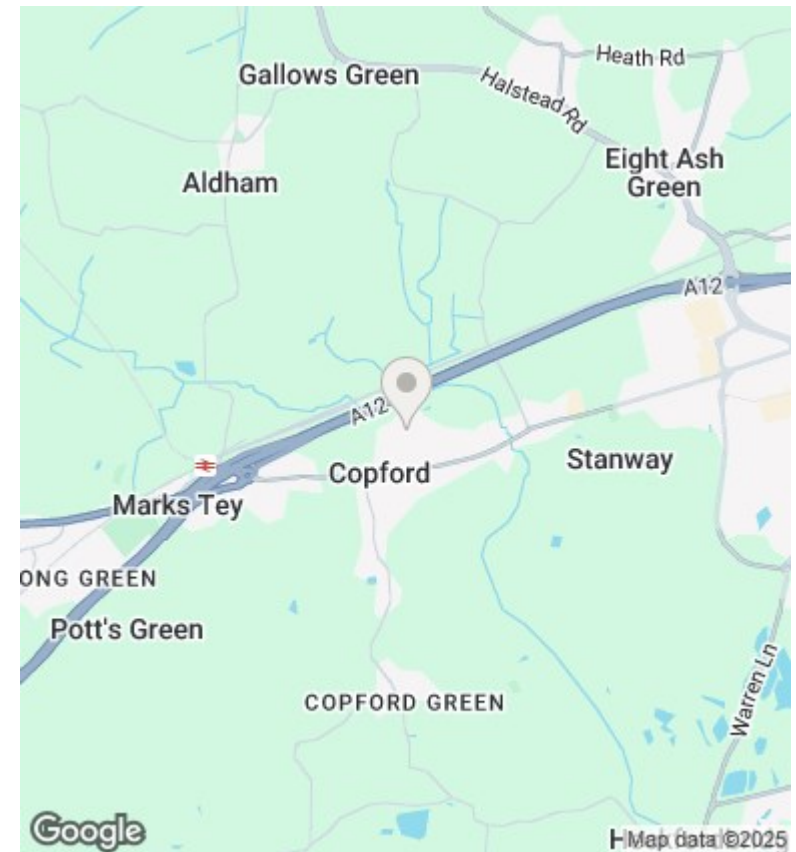 Heath Rd
Gallows Green
Halstead Rd
Eight Ash
Green
Aldham
A12
A12
Copford
Stanway
Marks Tey
ONG GREEN
Pott's Green
Warren Ln
COPFORD GREEN
Google
Map data ©2025